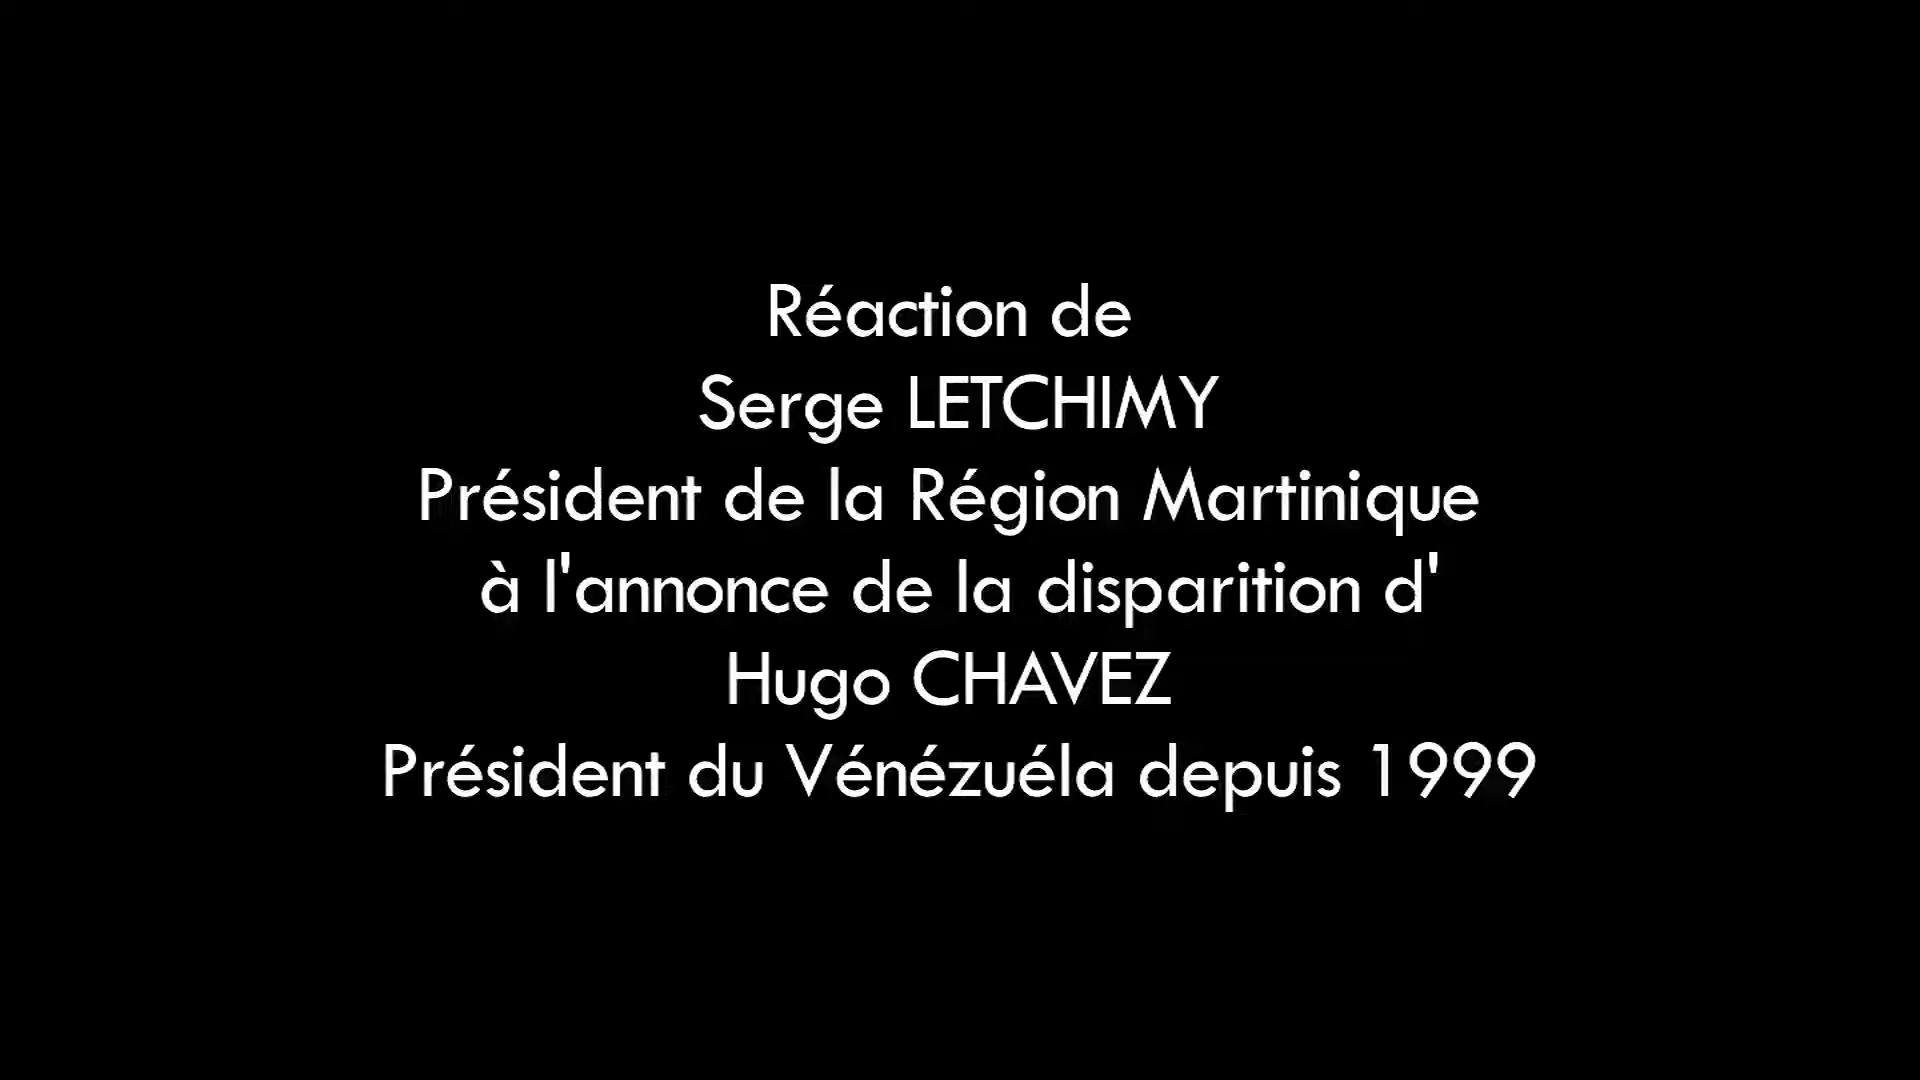 Réaction de
Serge LETCHIMY
Président de la Région Martinique
à l'annonce de la disparition d'
Hugo CHAVEZ
Président du Vénézuéla depuis 1999